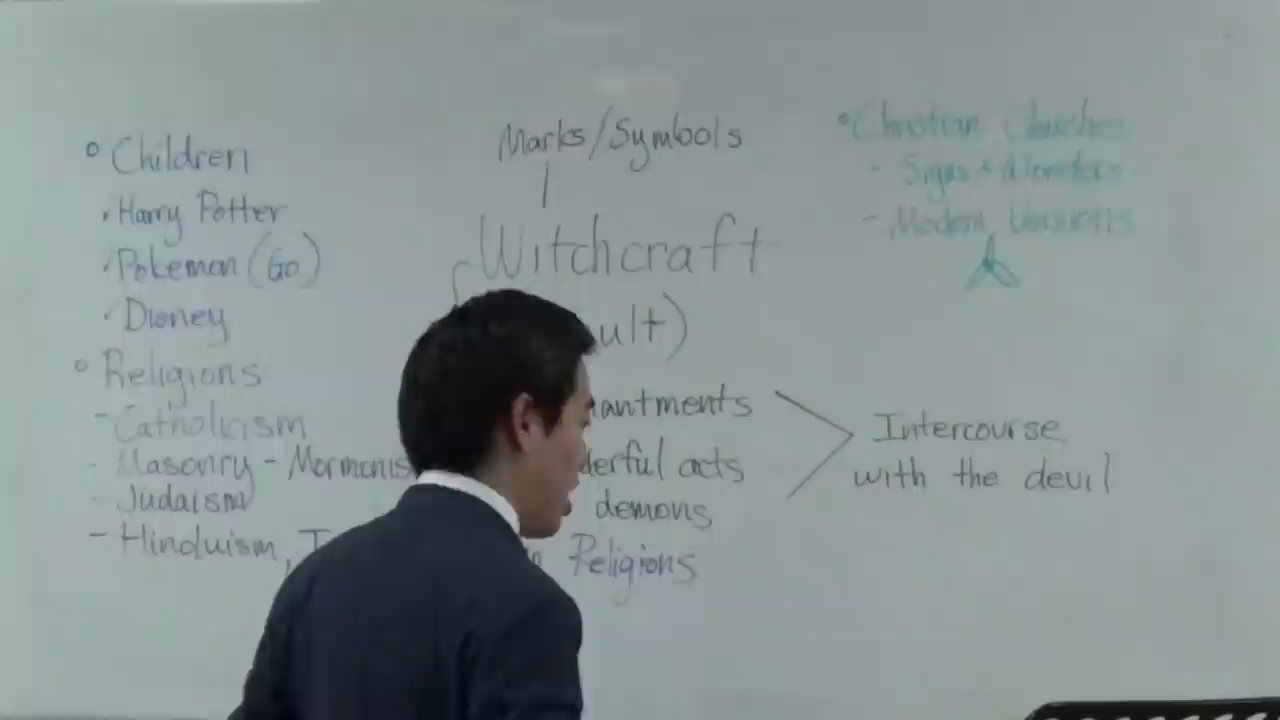 ° Children
· Harry Potter
· Pokemon (Go)
· Disney
° Religions
- Catholicism
- Masonry - Mormonis
- Judaism
- Hinduism,
Marks/Symbols
Witchcraft
ult)
antments
derful acts
demons
Religions
Intercourse
with the devil
° Christian Churches
- Signs & Wonders
- Modern Versions